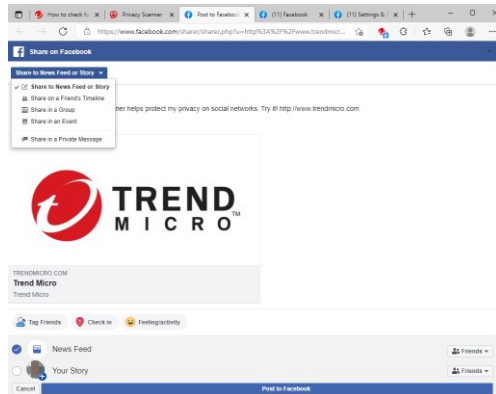 How to check fo
Privacy Scanner
Post to Facebook
(11) Facebook
(11) Settings &
https://www.facebook.com/sharer/sharer.php?u=http%3A%2F%2Fwww.trendmicr...
Share on Facebook
Share to News Feed or Story
Share to News Feed or Story
Share on a Friend's Timeline
Share in a Group
Share in an Event
Share in a Private Message
ner helps protect my privacy on social networks. Try it! http://www.trendmicro.com
TREND
MICRO™
TRENDMICRO.COM
Trend Micro
Trend Micro
Tag Friends
Check in
Feeling/activity
News Feed
Friends
Your Story
Friends
Cancel
Post to Facebook